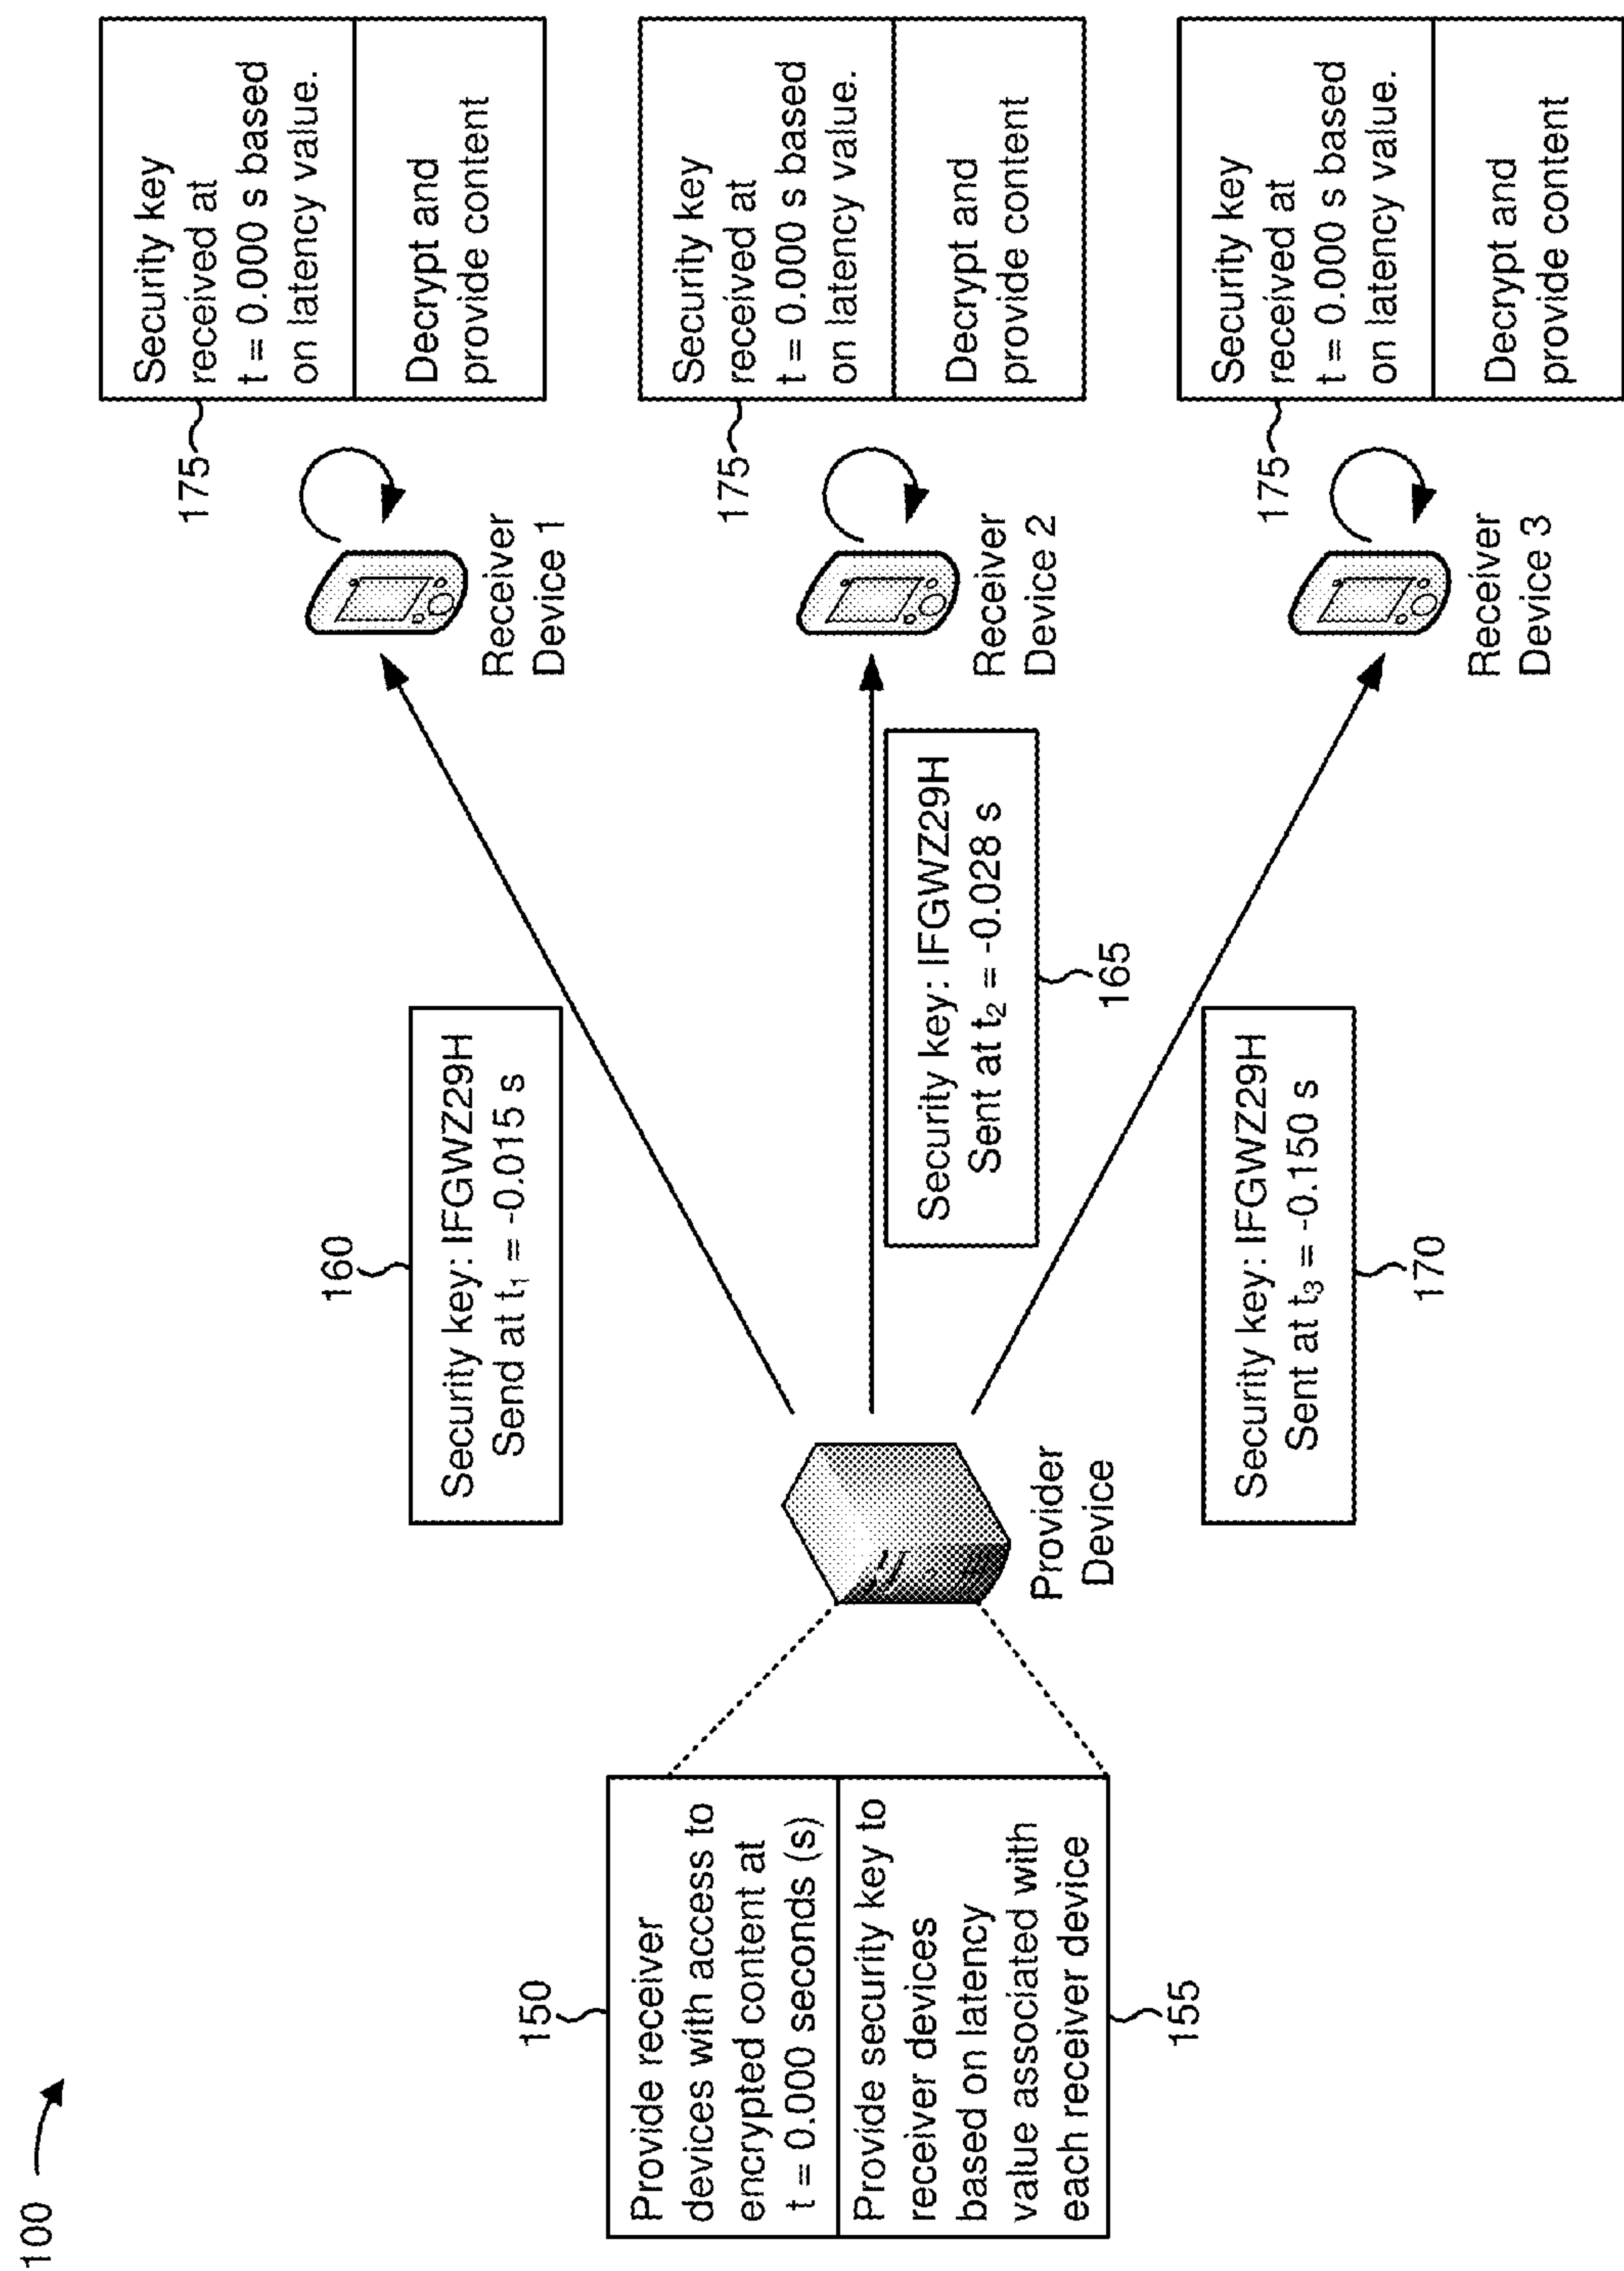 100
150
Provide receiver
devices with access to
encrypted content at
t = 0.000 seconds (s)
Provide security key to
receiver devices
based on latency
value associated with
each receiver device
155
Provider
Device
160
Security key: IFGWZ29H
Send at t₁ = -0.015 s
Security key: IFGWZ29H
Sent at t₂ = -0.028 s
165
Security key: IFGWZ29H
Sent at t₃ = -0.150 s
170
Receiver
Device 1
175
Security key
received at
t = 0.000 s based
on latency value.
Decrypt and
provide content
Receiver
Device 2
175
Security key
received at
t = 0.000 s based
on latency value.
Decrypt and
provide content
Receiver
Device 3
175
Security key
received at
t = 0.000 s based
on latency value.
Decrypt and
provide content